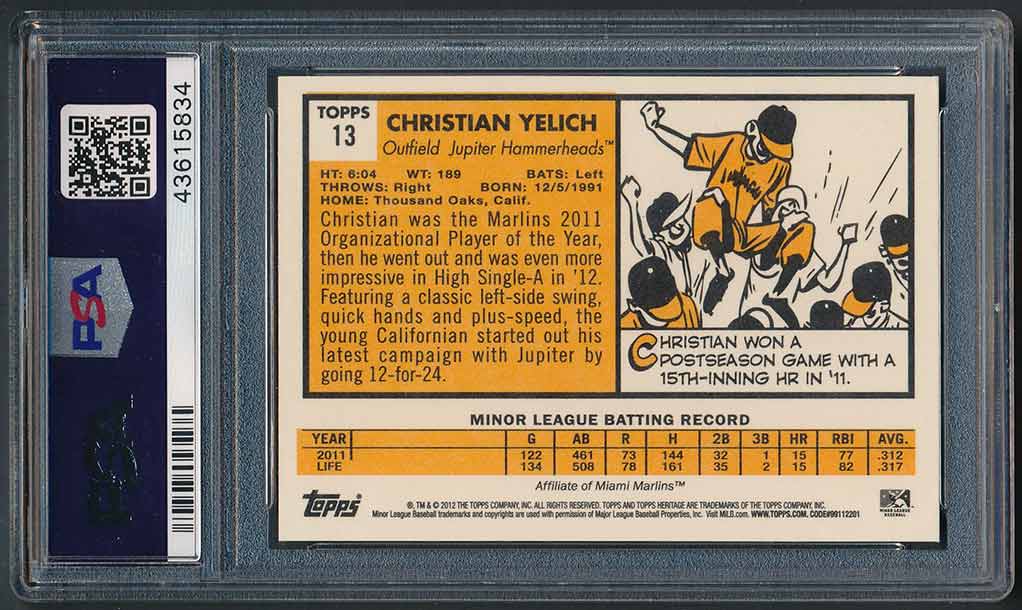 43615834
PSA
PSA
TOPPS
13
CHRISTIAN YELICH
Outfield Jupiter Hammerheads™
HT: 6:04 WT: 189 BATS: Left
THROWS: Right BORN: 12/5/1991
HOME: Thousand Oaks, Calif.
Christian was the Marlins 2011
Organizational Player of the Year,
then he went out and was even more
impressive in High Single-A in '12.
Featuring a classic left-side swing,
quick hands and plus-speed, the
young Californian started out his
latest campaign with Jupiter by
going 12-for-24.
CHRISTIAN WON A
POSTSEASON GAME WITH A
15TH-INNING HR IN '11.
MINOR LEAGUE BATTING RECORD
YEAR G AB R H 2B 3B HR RBI AVG.
2011 122 461 73 144 32 1 15 77 .312
LIFE 134 508 78 161 35 2 15 82 .317
Affiliate of Miami Marlins™
Topps®
®, TM & © 2012 THE TOPPS COMPANY, INC. ALL RIGHTS RESERVED. TOPPS AND TOPPS HERITAGE ARE TRADEMARKS OF THE TOPPS COMPANY, INC.
Minor League Baseball trademarks and copyrights are used with permission of Major League Baseball Properties, Inc. Visit MiLB.com. WWW.TOPPS.COM. CODE#99112201
MINOR LEAGUE
BASEBALL